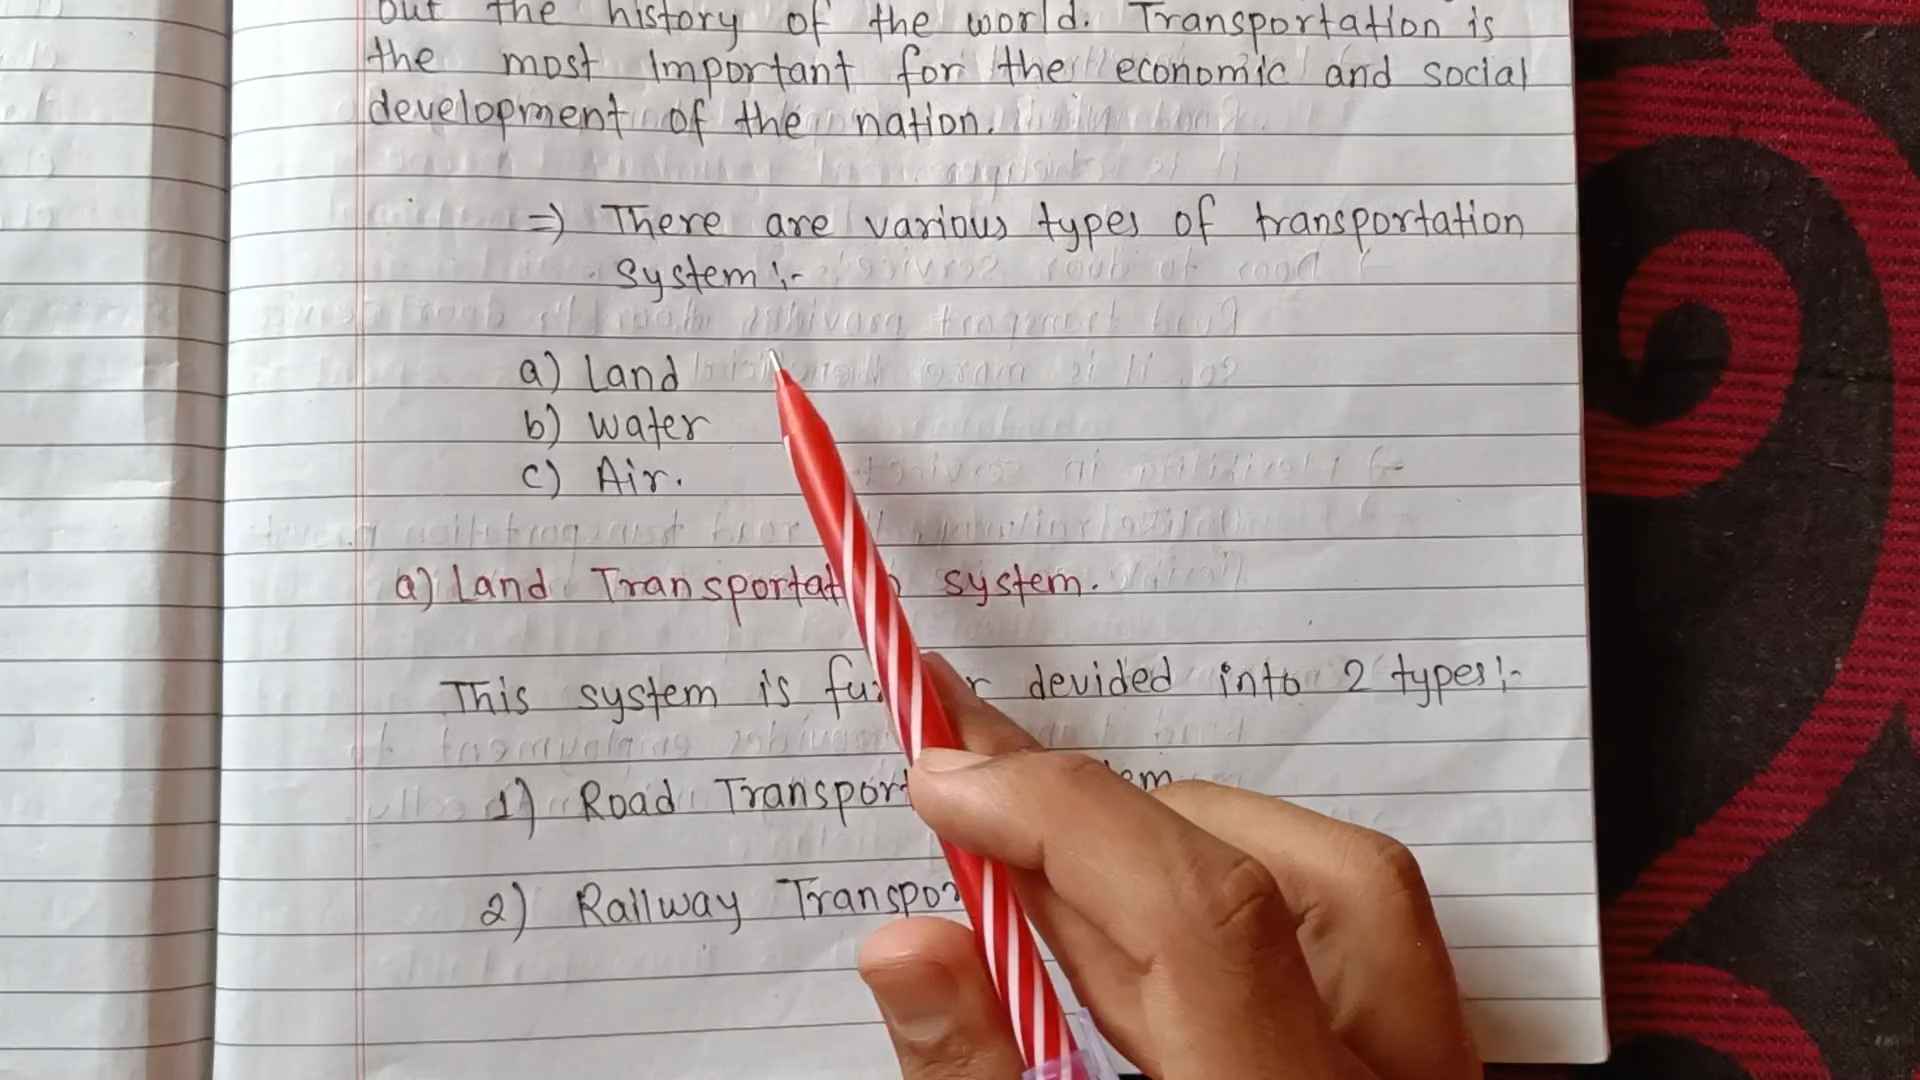 out the history of the world. Transportation is
the most important for the economic and social
development of the nation.
=> There are various types of transportation
system :-
a) Land
b) water
c) Air.
a) Land Transportat system.
This system is fu r devided into 2 types :-
1) Road Transport em
2) Railway Transpor